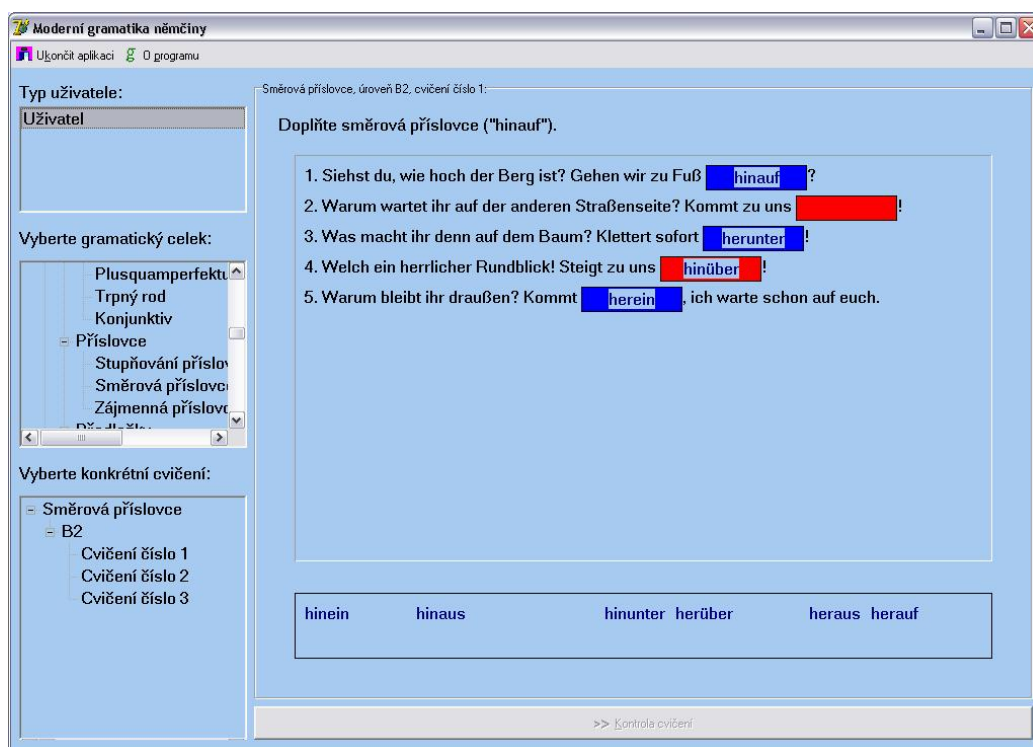 Moderní gramatika němčiny
Ukončit aplikaci O programu
Typ uživatele:
Uživatel
Vyberte gramatický celek:
Plusquamperfektu
Trpný rod
Konjunktiv
Příslovce
Stupňování příslov
Směrová příslovce
Zájmenná příslovc
Předložky
Vyberte konkrétní cvičení:
Směrová příslovce
B2
Cvičení číslo 1
Cvičení číslo 2
Cvičení číslo 3
Směrová příslovce, úroveň B2, cvičení číslo 1:
Doplňte směrová příslovce ("hinauf").
1. Siehst du, wie hoch der Berg ist? Gehen wir zu Fuß hinauf ?
2. Warum wartet ihr auf der anderen Straßenseite? Kommt zu uns !
3. Was macht ihr denn auf dem Baum? Klettert sofort herunter !
4. Welch ein herrlicher Rundblick! Steigt zu uns hinüber !
5. Warum bleibt ihr draußen? Kommt herein , ich warte schon auf euch.
hinein hinaus hinunter herüber heraus herauf
>> Kontrola cvičení